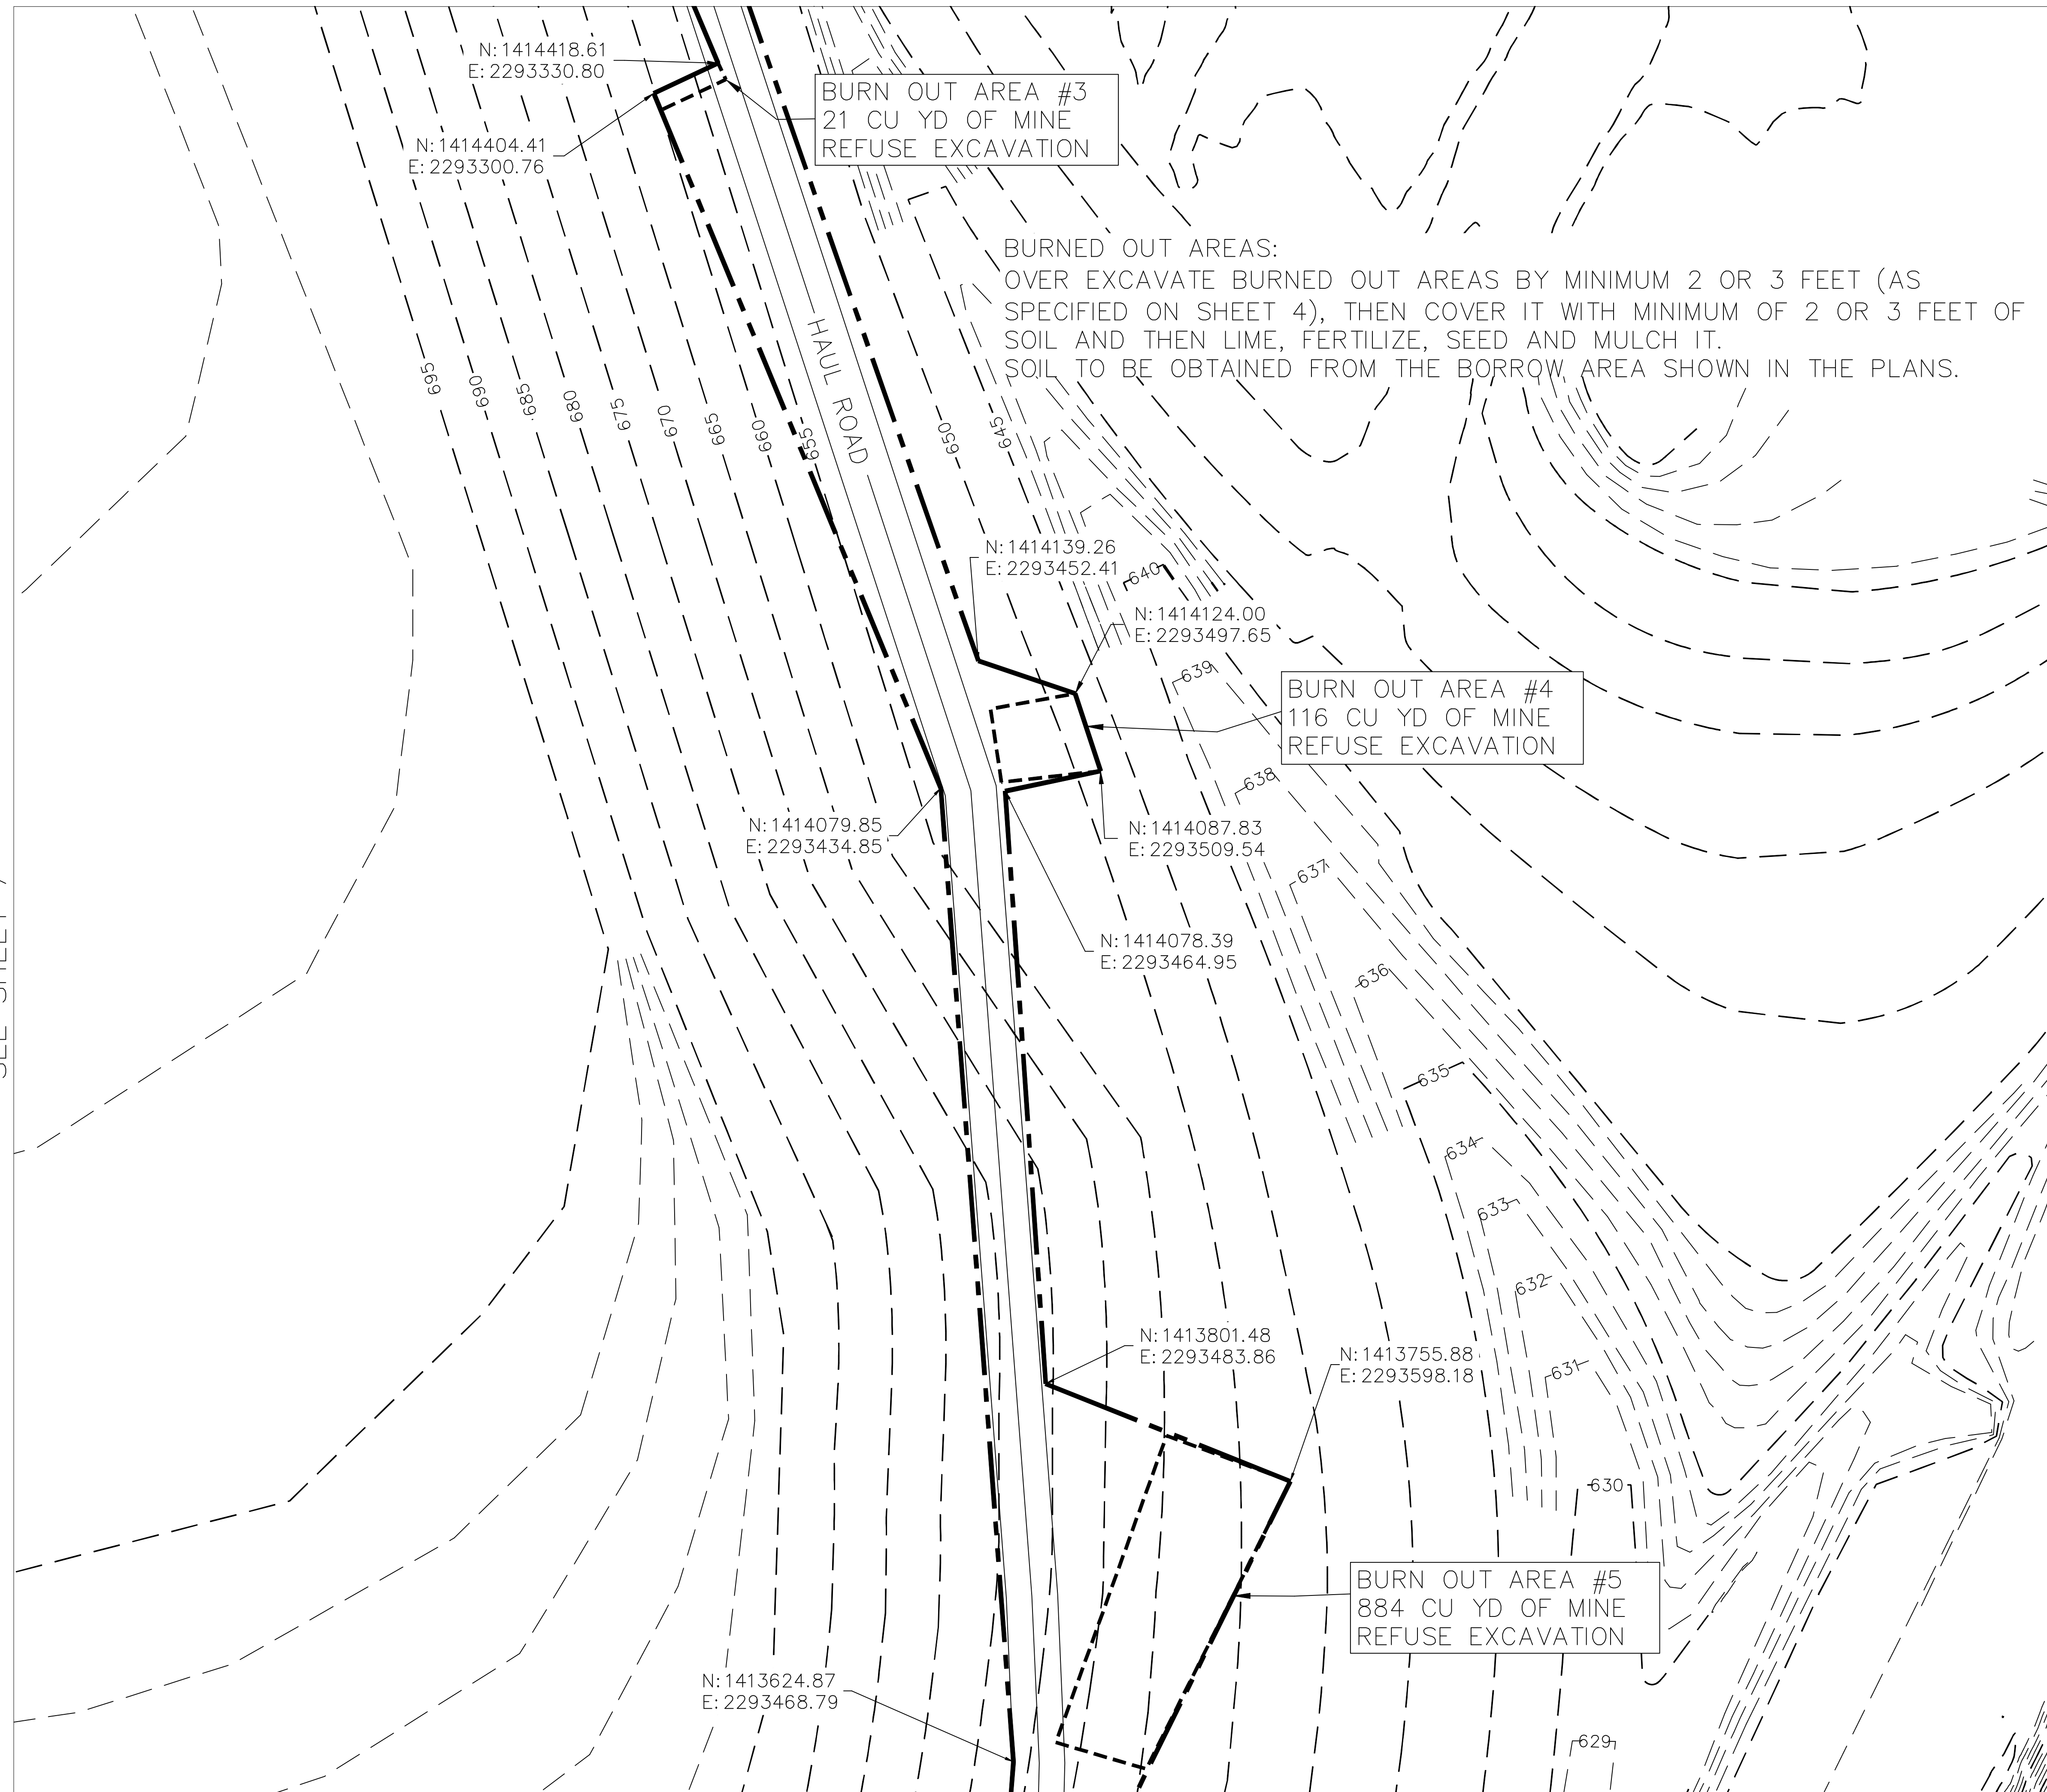 N: 1414418.61
E: 2293330.80
BURN OUT AREA #3
21 CU YD OF MINE
REFUSE EXCAVATION
N: 1414404.41
E: 2293300.76
BURNED OUT AREAS:
OVER EXCAVATE BURNED OUT AREAS BY MINIMUM 2 OR 3 FEET (AS
SPECIFIED ON SHEET 4), THEN COVER IT WITH MINIMUM OF 2 OR 3 FEET OF
SOIL AND THEN LIME, FERTILIZE, SEED AND MULCH IT.
SOIL TO BE OBTAINED FROM THE BORROW AREA SHOWN IN THE PLANS.
HAUL ROAD
695
690
685
680
675
670
665
660
655
650
645
N: 1414139.26
E: 2293452.41
640
N: 1414124.00
E: 2293497.65
639
BURN OUT AREA #4
116 CU YD OF MINE
REFUSE EXCAVATION
638
N: 1414079.85
E: 2293434.85
N: 1414087.83
E: 2293509.54
637
N: 1414078.39
E: 2293464.95
636
635
634
633
632
N: 1413801.48
E: 2293483.86
N: 1413755.88
E: 2293598.18
631
630
BURN OUT AREA #5
884 CU YD OF MINE
REFUSE EXCAVATION
N: 1413624.87
E: 2293468.79
629